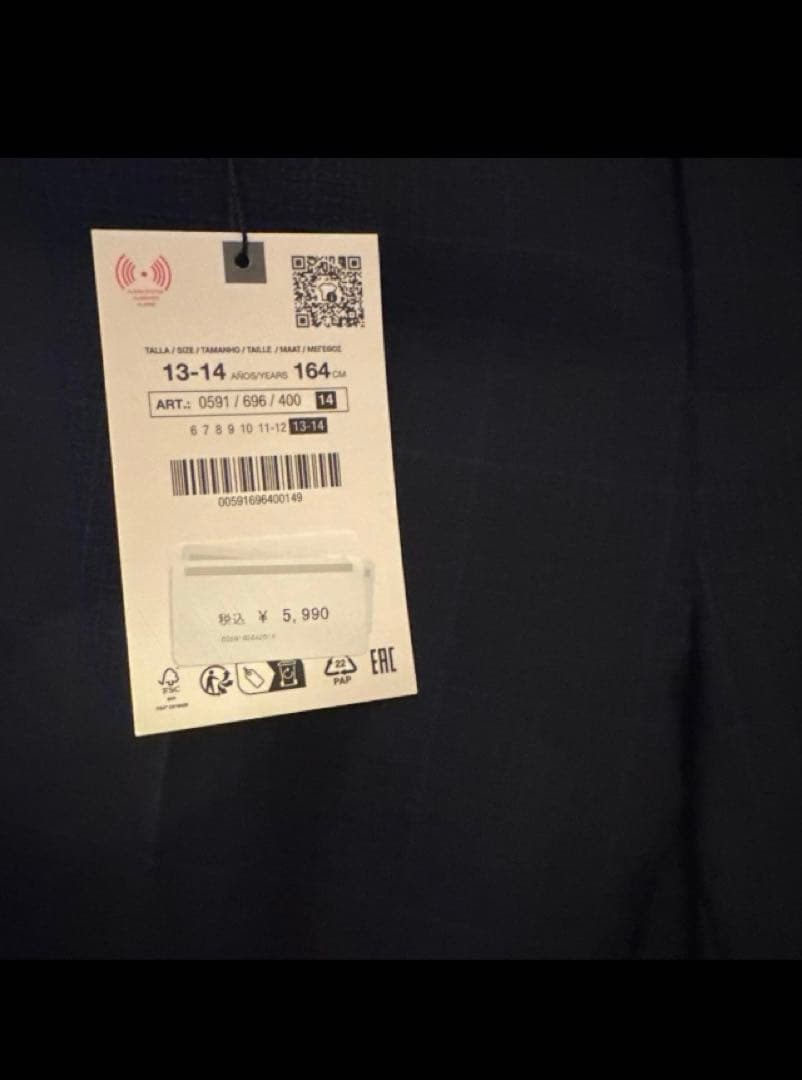 TALLA / SIZE / TAMANHO / TAILLE / MAAT / ΜΕΓΕΘΟΣ
13-14 AÑOS/YEARS 164 CM
ART.: 0591 / 696 / 400 14
6 7 8 9 10 11-12 13-14
00591696400149
税込 ¥ 5,990
FSC
22
PAP
EAC